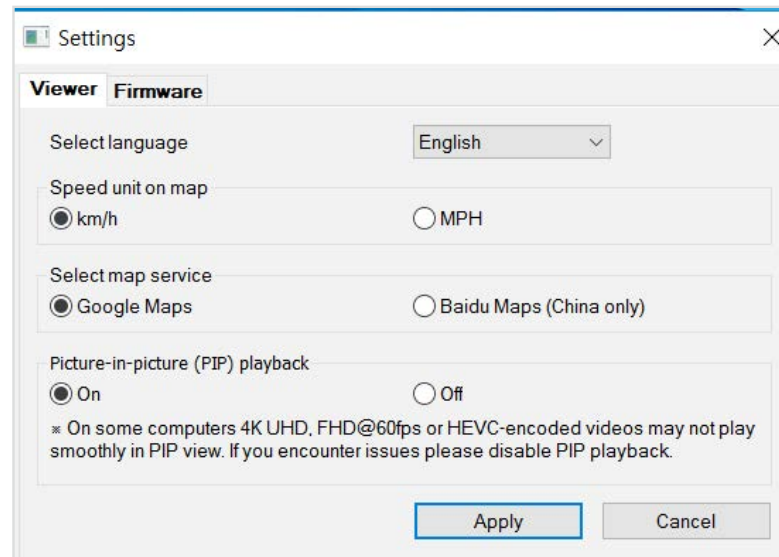 Settings
Viewer Firmware
Select language English
Speed unit on map
km/h MPH
Select map service
Google Maps Baidu Maps (China only)
Picture-in-picture (PIP) playback
On Off
※ On some computers 4K UHD, FHD@60fps or HEVC-encoded videos may not play
smoothly in PIP view. If you encounter issues please disable PIP playback.
Apply Cancel